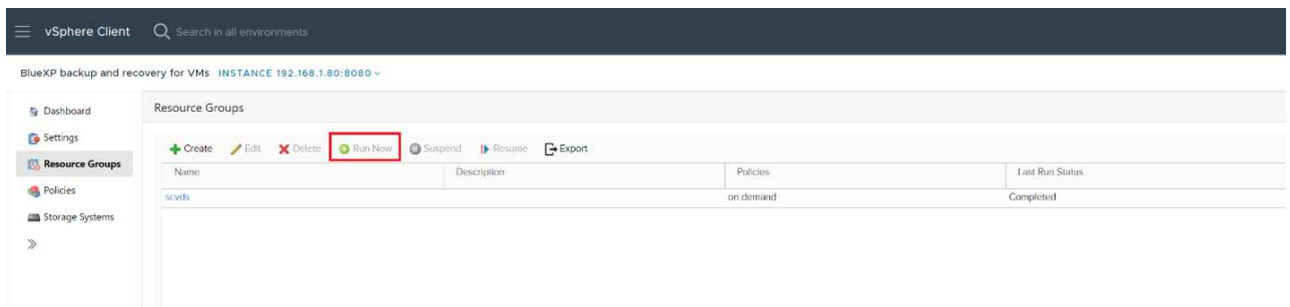 vSphere Client Search in all environments
BlueXP backup and recovery for VMs INSTANCE 192.168.1.80:8080
Dashboard
Settings
Resource Groups
Policies
Storage Systems
Resource Groups
Create Edit Delete Run Now Suspend Resume Export
Name Description Policies Last Run Status
scvds on demand Completed